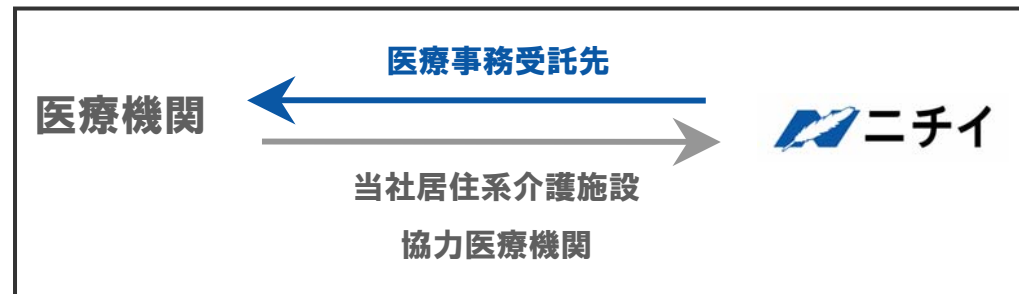 医療事務受託先
医療機関
ニチイ
当社居住系介護施設
協力医療機関